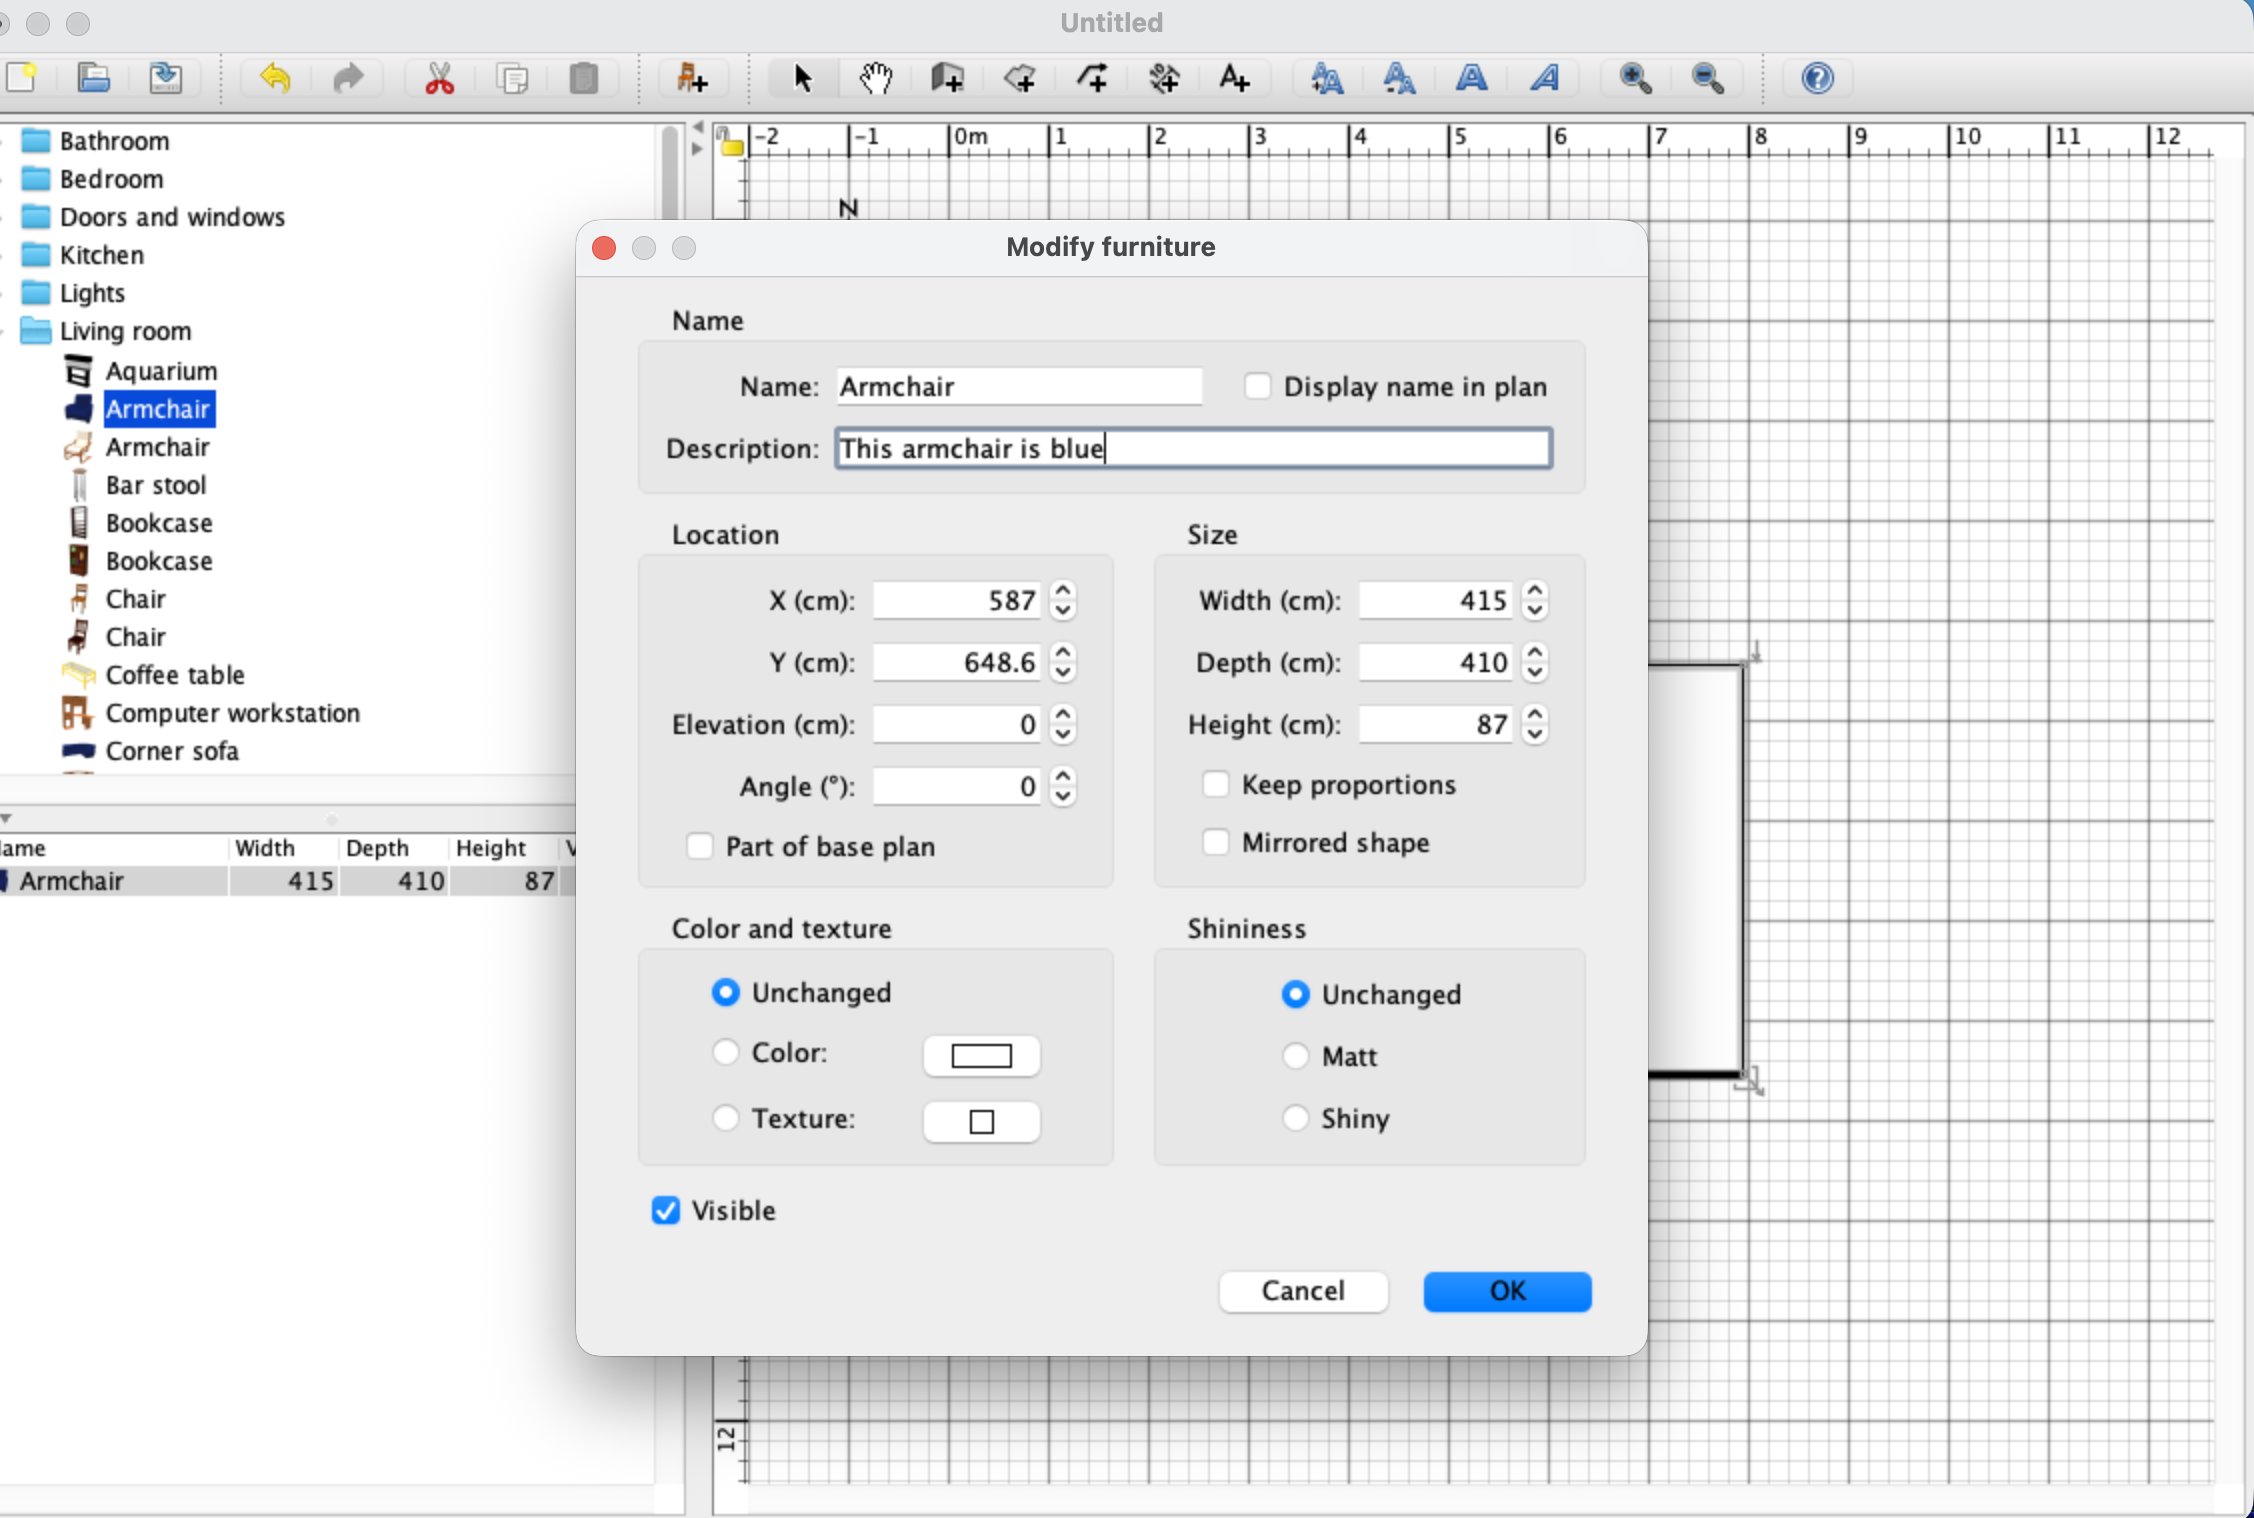 Untitled
-2 -1 0m 1 2 3 4 5 6 7 8 9 10 11 12
N
Bathroom
Bedroom
Doors and windows
Kitchen
Lights
Living room
Aquarium
Armchair
Armchair
Bar stool
Bookcase
Bookcase
Chair
Chair
Coffee table
Computer workstation
Corner sofa
ame Width Depth Height V
Armchair 415 410 87
Modify furniture
Name
Name: Armchair Display name in plan
Description: This armchair is blue
Location
X (cm): 587
Y (cm): 648.6
Elevation (cm): 0
Angle (°): 0
Part of base plan
Size
Width (cm): 415
Depth (cm): 410
Height (cm): 87
Keep proportions
Mirrored shape
Color and texture
Unchanged
Color:
Texture:
Shininess
Unchanged
Matt
Shiny
Visible
Cancel OK
12